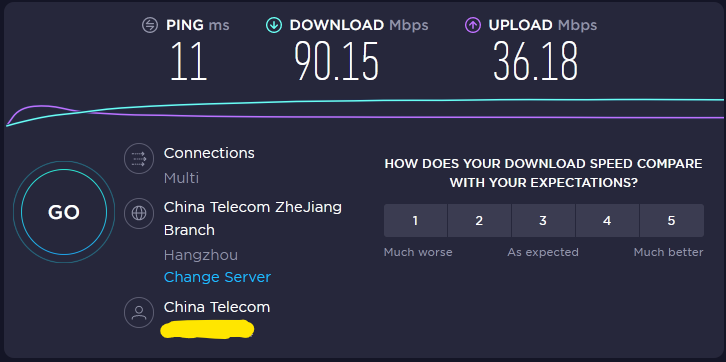 PING ms
DOWNLOAD Mbps
UPLOAD Mbps
11
90.15
36.18
GO
Connections
Multi
China Telecom ZheJiang
Branch
Hangzhou
Change Server
China Telecom
HOW DOES YOUR DOWNLOAD SPEED COMPARE
WITH YOUR EXPECTATIONS?
1 2 3 4 5
Much worse As expected Much better